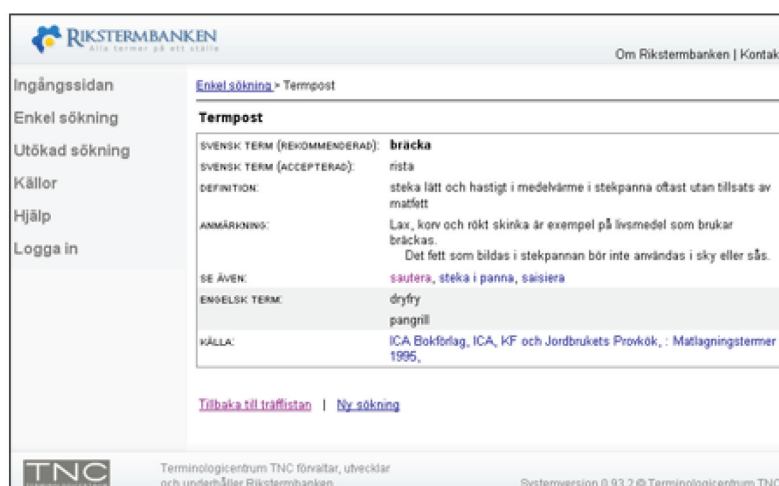 RIKSTERMBANKEN
Alla termer på ett ställe
Om Rikstermbanken | Kontak
Ingångssidan
Enkel sökning
Utökad sökning
Källor
Hjälp
Logga in
Enkel sökning > Termpost
Termpost
SVENSK TERM (REKOMMENDERAD): bräcka
SVENSK TERM (ACCEPTERAD): rista
DEFINITION: steka lätt och hastigt i medelvärme i stekpanna oftast utan tillsats av
matfett
ANMÄRKNING: Lax, korv och rökt skinka är exempel på livsmedel som brukar
bräckas.
Det fett som bildas i stekpannan bör inte användas i sky eller sås.
SE ÄVEN: sautera, steka i panna, saisiera
ENGELSK TERM: dryfry
pangrill
KÄLLA: ICA Bokförlag, ICA, KF och Jordbrukets Provkök, : Matlagningstermer
1995,
Tillbaka till träfflistan | Ny sökning
TNC
Terminologicentrum TNC förvaltar, utvecklar
och underhåller Rikstermbanken
Systemversion 0.93.2 © Terminologicentrum TNC